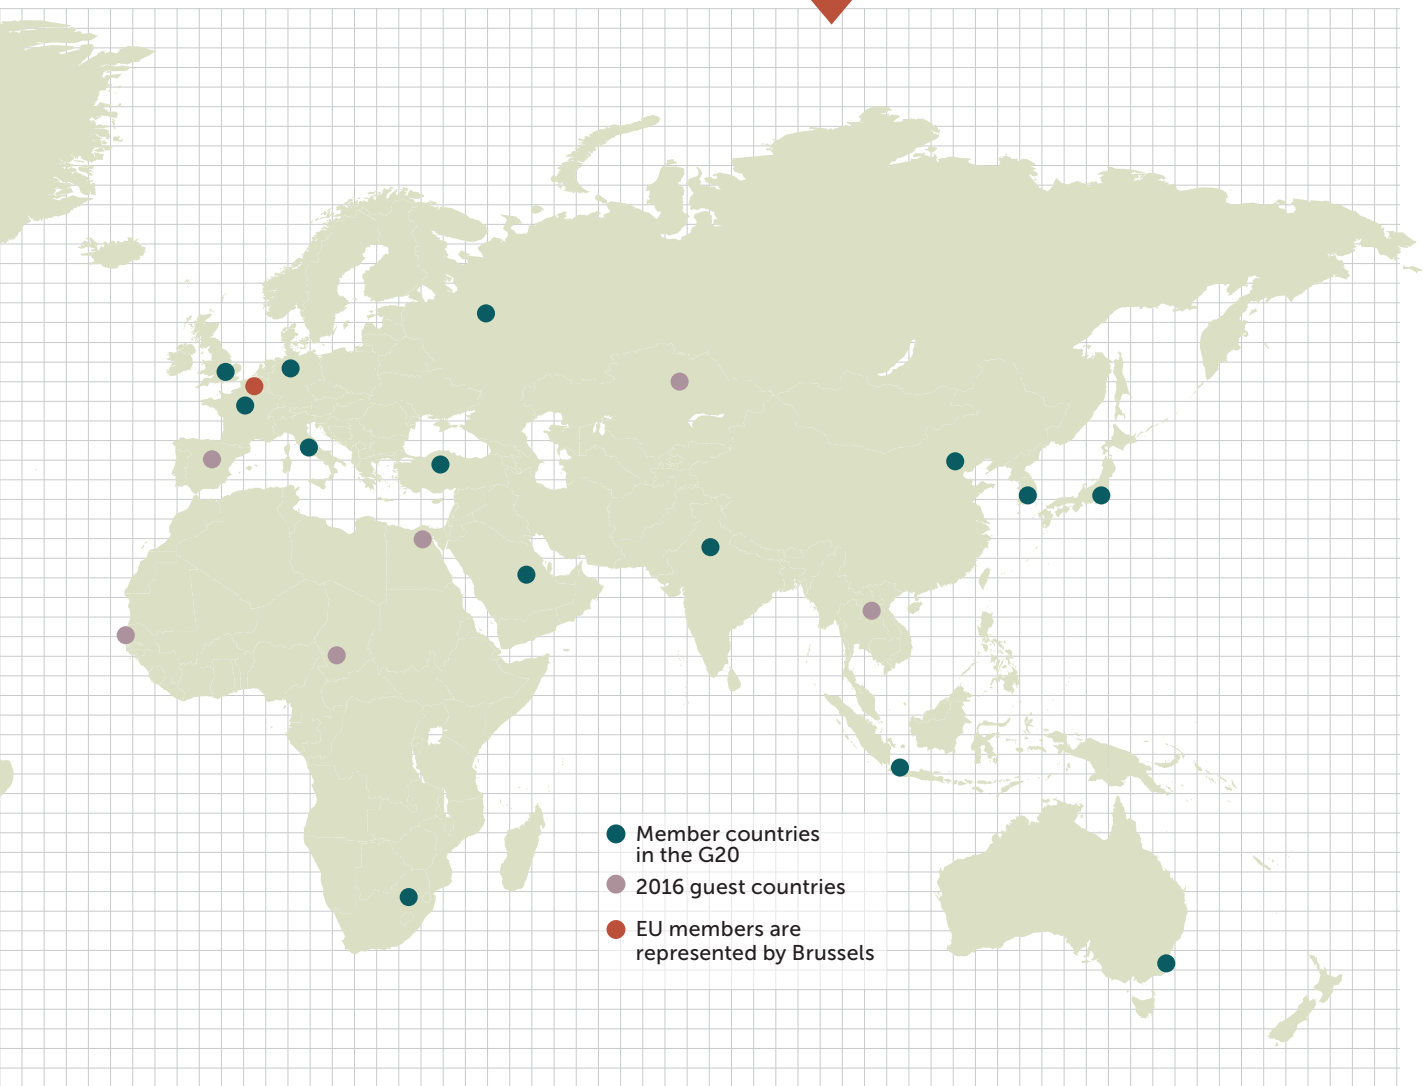 Member countries
in the G20
2016 guest countries
EU members are
represented by Brussels